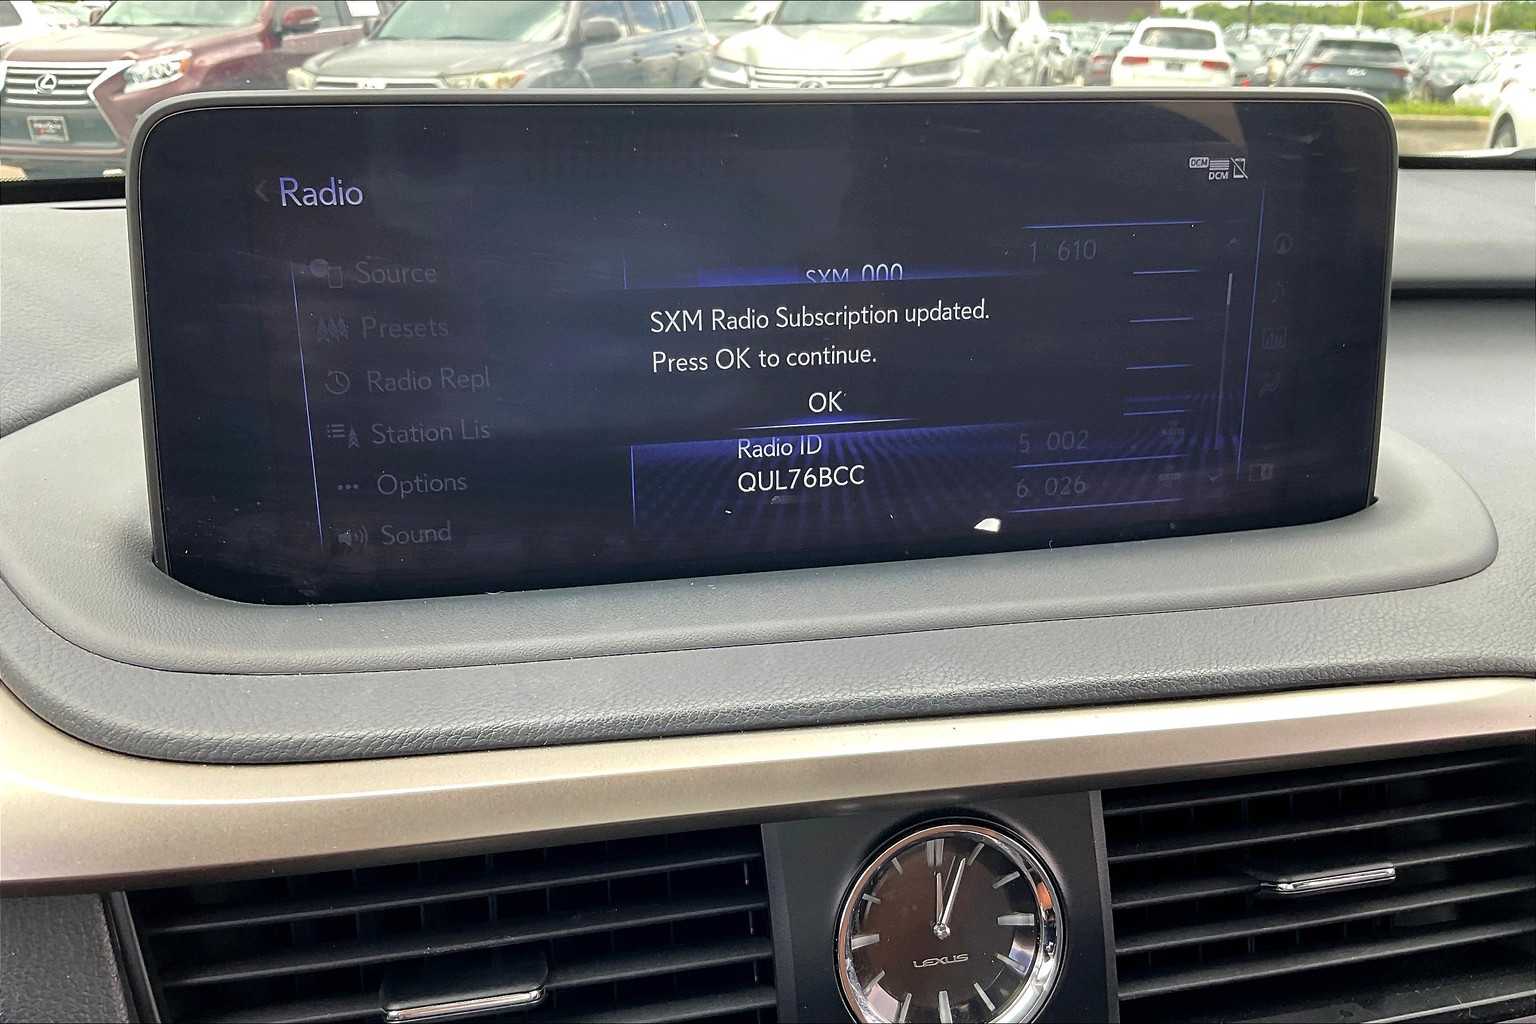 DCM
DCM
Radio
1 610
Source
SXM 000
SXM Radio Subscription updated.
Presets
Press OK to continue.
Radio Repl
OK
Station Lis
Radio ID
5 002
Options
QUL76BCC
6 026
Sound
LEXUS